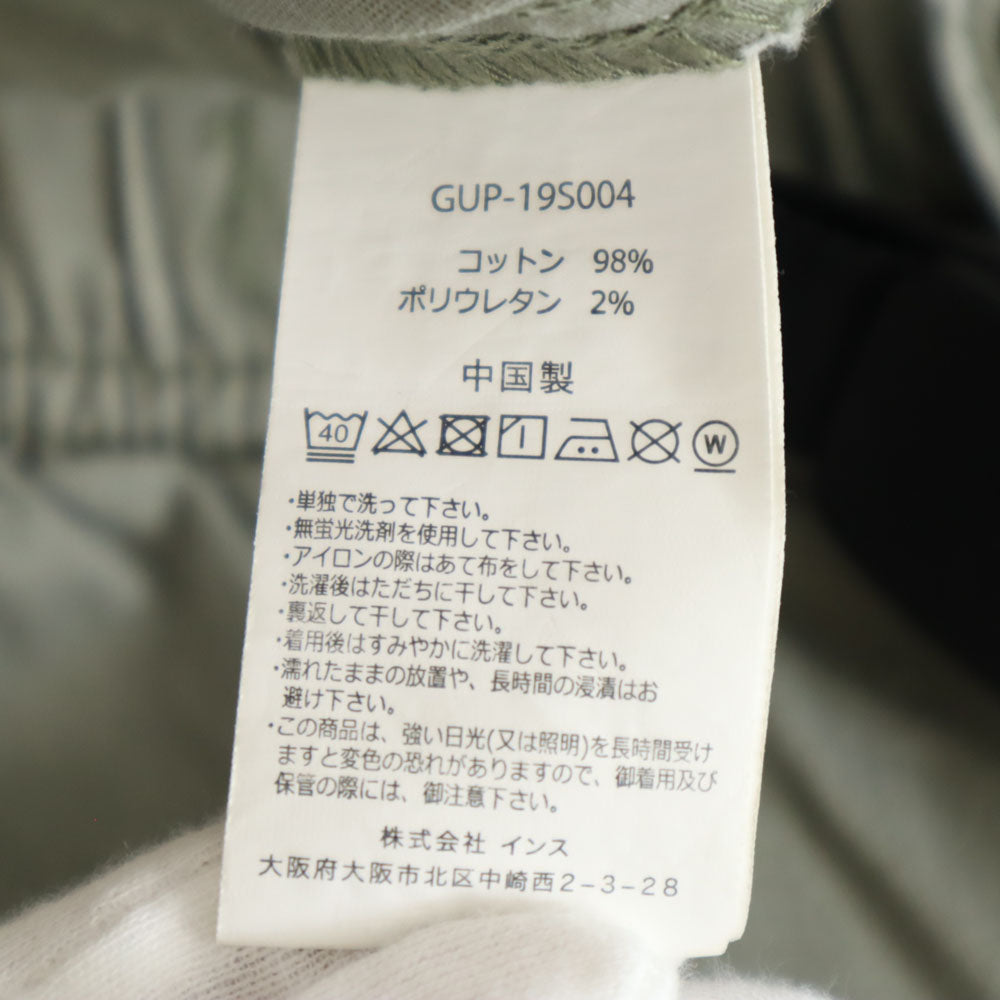 GUP-19S004
コットン 98%
ポリウレタン 2%
中国製
40 W
・単独で洗って下さい。
・無蛍光洗剤を使用して下さい。
・アイロンの際はあて布をして下さい。
・洗濯後はただちに干して下さい。
・裏返して干して下さい。
・着用後はすみやかに洗濯して下さい。
・濡れたままの放置や、長時間の浸漬はお
避け下さい。
・この商品は、強い日光(又は照明)を長時間受け
ますと変色の恐れがありますので、御着用及び
保管の際には、御注意下さい。
株式会社 インス
大阪府大阪市北区中崎西2-3-28